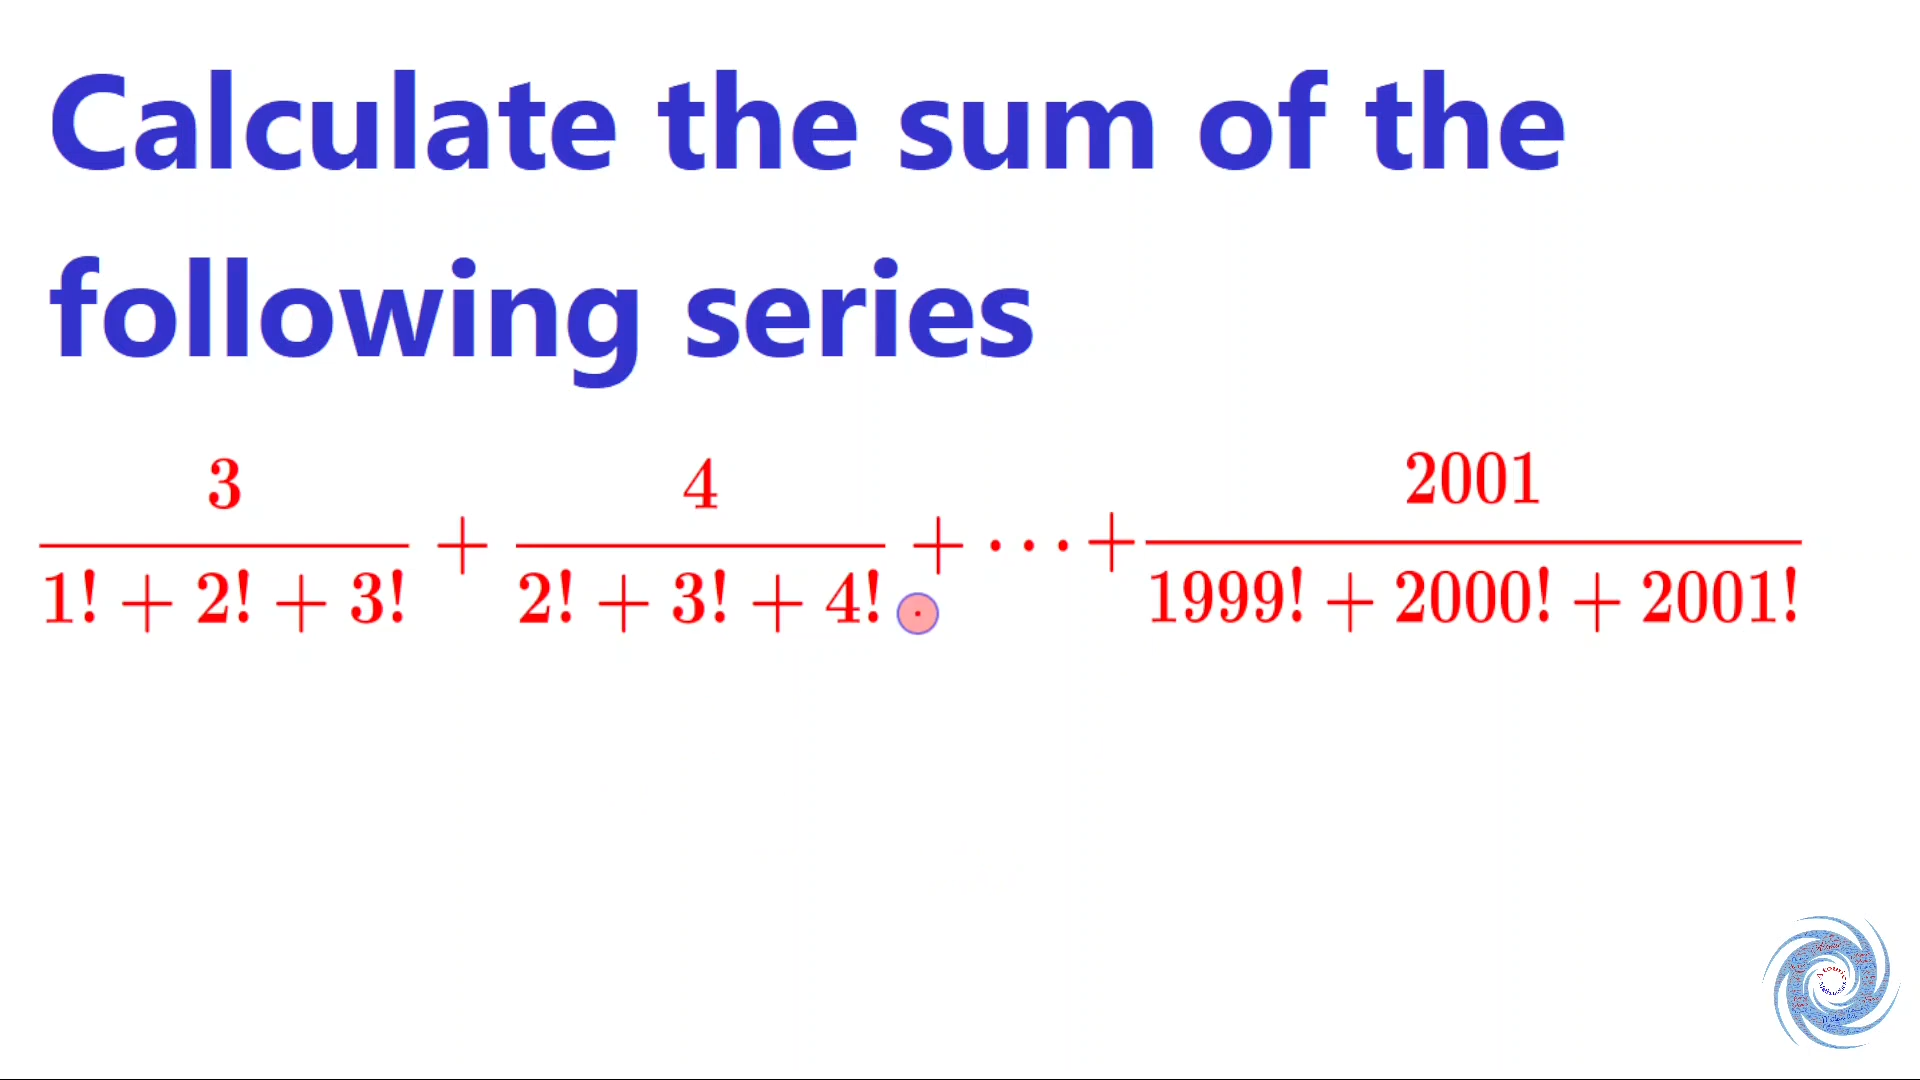 Calculate the sum of the
following series
3/(1! + 2! + 3!) + 4/(2! + 3! + 4!) + ⋯ + 2001/(1999! + 2000! + 2001!)